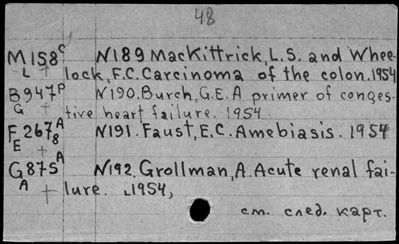 48
M158ᶜ N189 MacKittrick, L.S. and Whee-
L + lock, F.C. Carcinoma of the colon. 1954
B947ᴾ N190. Burch, G.E. A primer of conges-
G + tive heart failure. 1954.
F267₈ᴬ N191. Faust, E.C. Amebiasis. 1954
E +
G875ᴬ N192. Grollman, A. Acute renal fai-
A + lure. [1954,
см. след. карт.